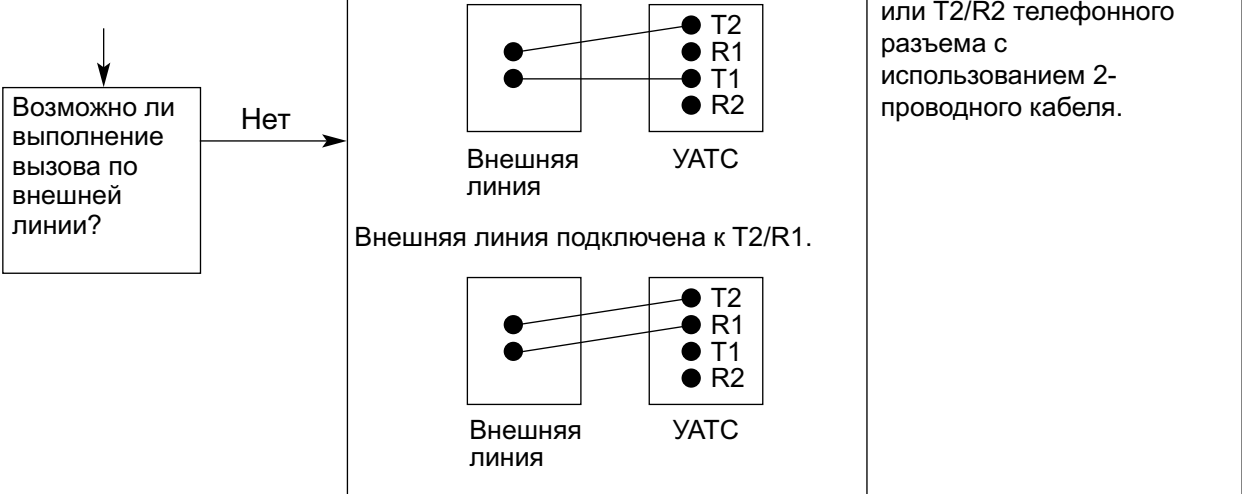 Возможно ли
выполнение
вызова по
внешней
линии?
Нет
T2
R1
T1
R2
Внешняя
линия
УАТС
Внешняя линия подключена к T2/R1.
T2
R1
T1
R2
Внешняя
линия
УАТС
или T2/R2 телефонного
разъема с
использованием 2-
проводного кабеля.